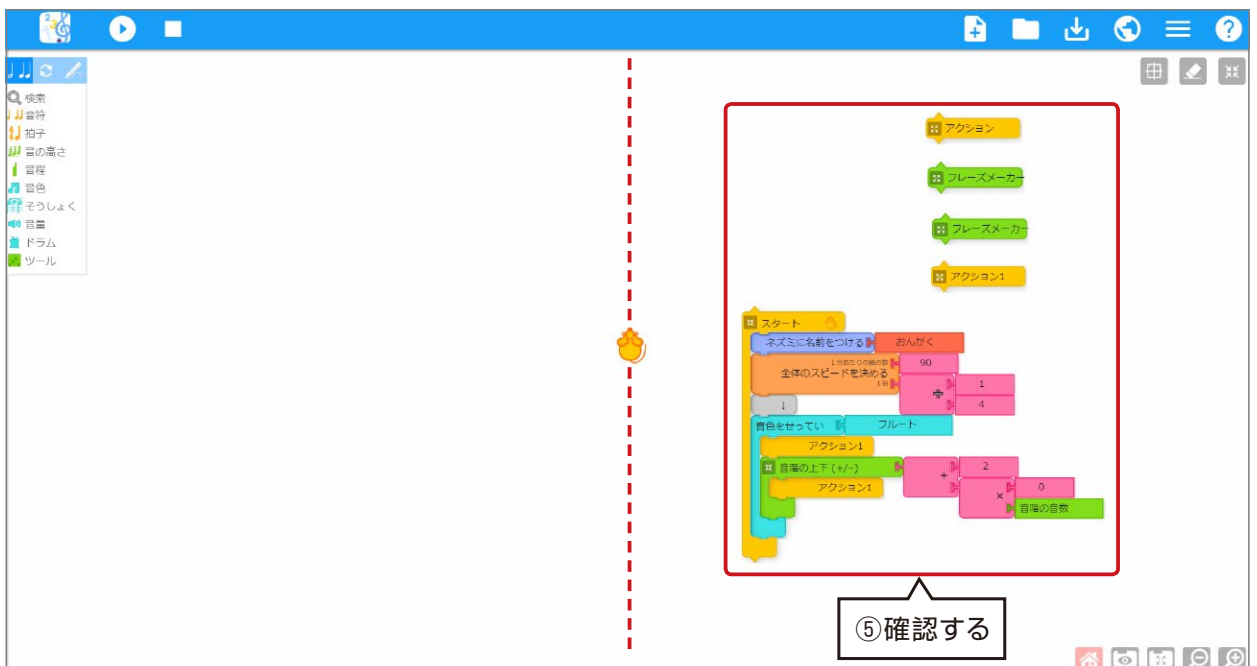 検索
音符
拍子
音の高さ
音程
音色
そうしょく
音量
ドラム
ツール
アクション
フレーズメーカー
フレーズメーカー
アクション1
スタート
ネズミに名前をつける おんがく
1分あたりの拍の数 90
全体のスピードを決める
1拍 ÷ 1
4
↓
音色をせってい フルート
アクション1
音階の上下 (+/-) + 2
アクション1 × 0
音階の音数
⑤確認する